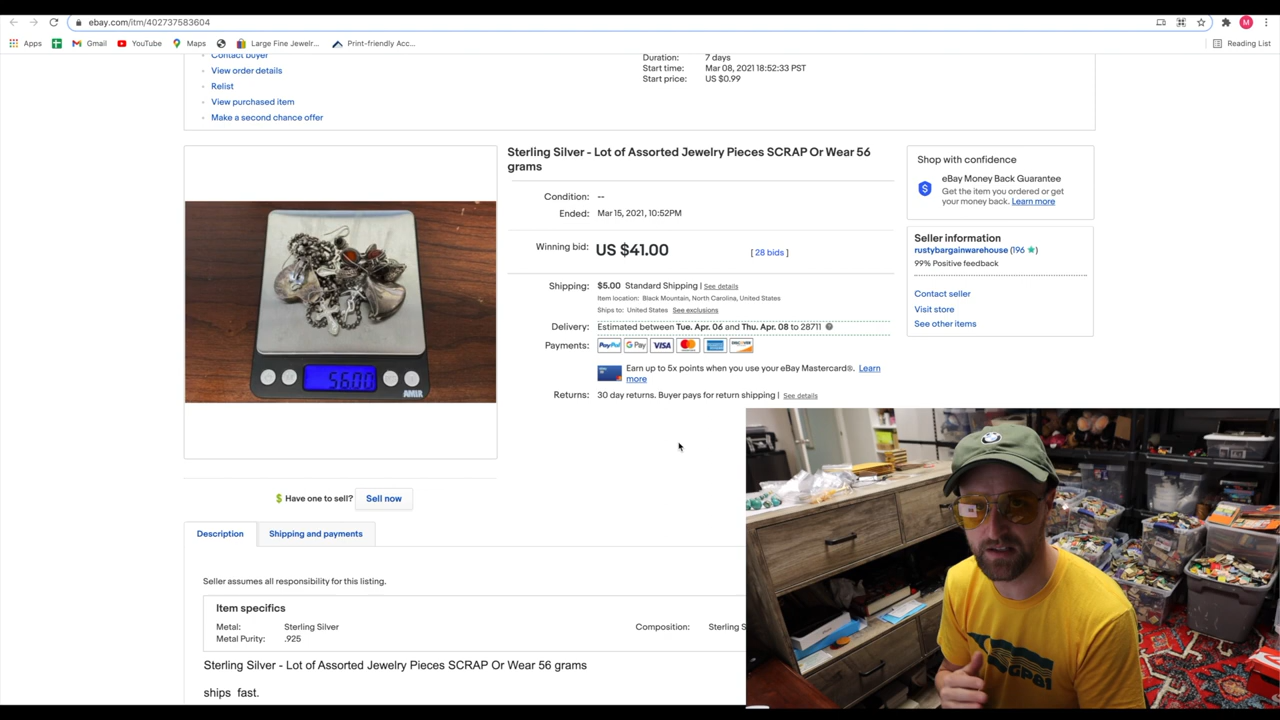 ebay.com/itm/402737583604
M
Apps
Gmail
YouTube
Maps
Large Fine Jewelr...
Print-friendly Acc...
Reading List
Contact buyer
View order details
Relist
View purchased item
Make a second chance offer
Duration: 7 days
Start time: Mar 08, 2021 18:52:33 PST
Start price: US $0.99
Sterling Silver - Lot of Assorted Jewelry Pieces SCRAP Or Wear 56
grams
Condition: --
Ended: Mar 15, 2021, 10:52PM
Winning bid: US $41.00 [ 28 bids ]
Shipping: $5.00 Standard Shipping | See details
Item location: Black Mountain, North Carolina, United States
Ships to: United States See exclusions
Delivery: Estimated between Tue. Apr. 06 and Thu. Apr. 08 to 28711
Payments: PayPal G Pay VISA
Earn up to 5x points when you use your eBay Mastercard®. Learn
more
Returns: 30 day returns. Buyer pays for return shipping | See details
Shop with confidence
eBay Money Back Guarantee
Get the item you ordered or get
your money back. Learn more
Seller information
rustybargainwarehouse (196 )
99% Positive feedback
Contact seller
Visit store
See other items
56.00
AMIR
Have one to sell? Sell now
Description
Shipping and payments
Seller assumes all responsibility for this listing.
Item specifics
Metal: Sterling Silver
Composition: Sterling S
Metal Purity: .925
Sterling Silver - Lot of Assorted Jewelry Pieces SCRAP Or Wear 56 grams
ships fast.